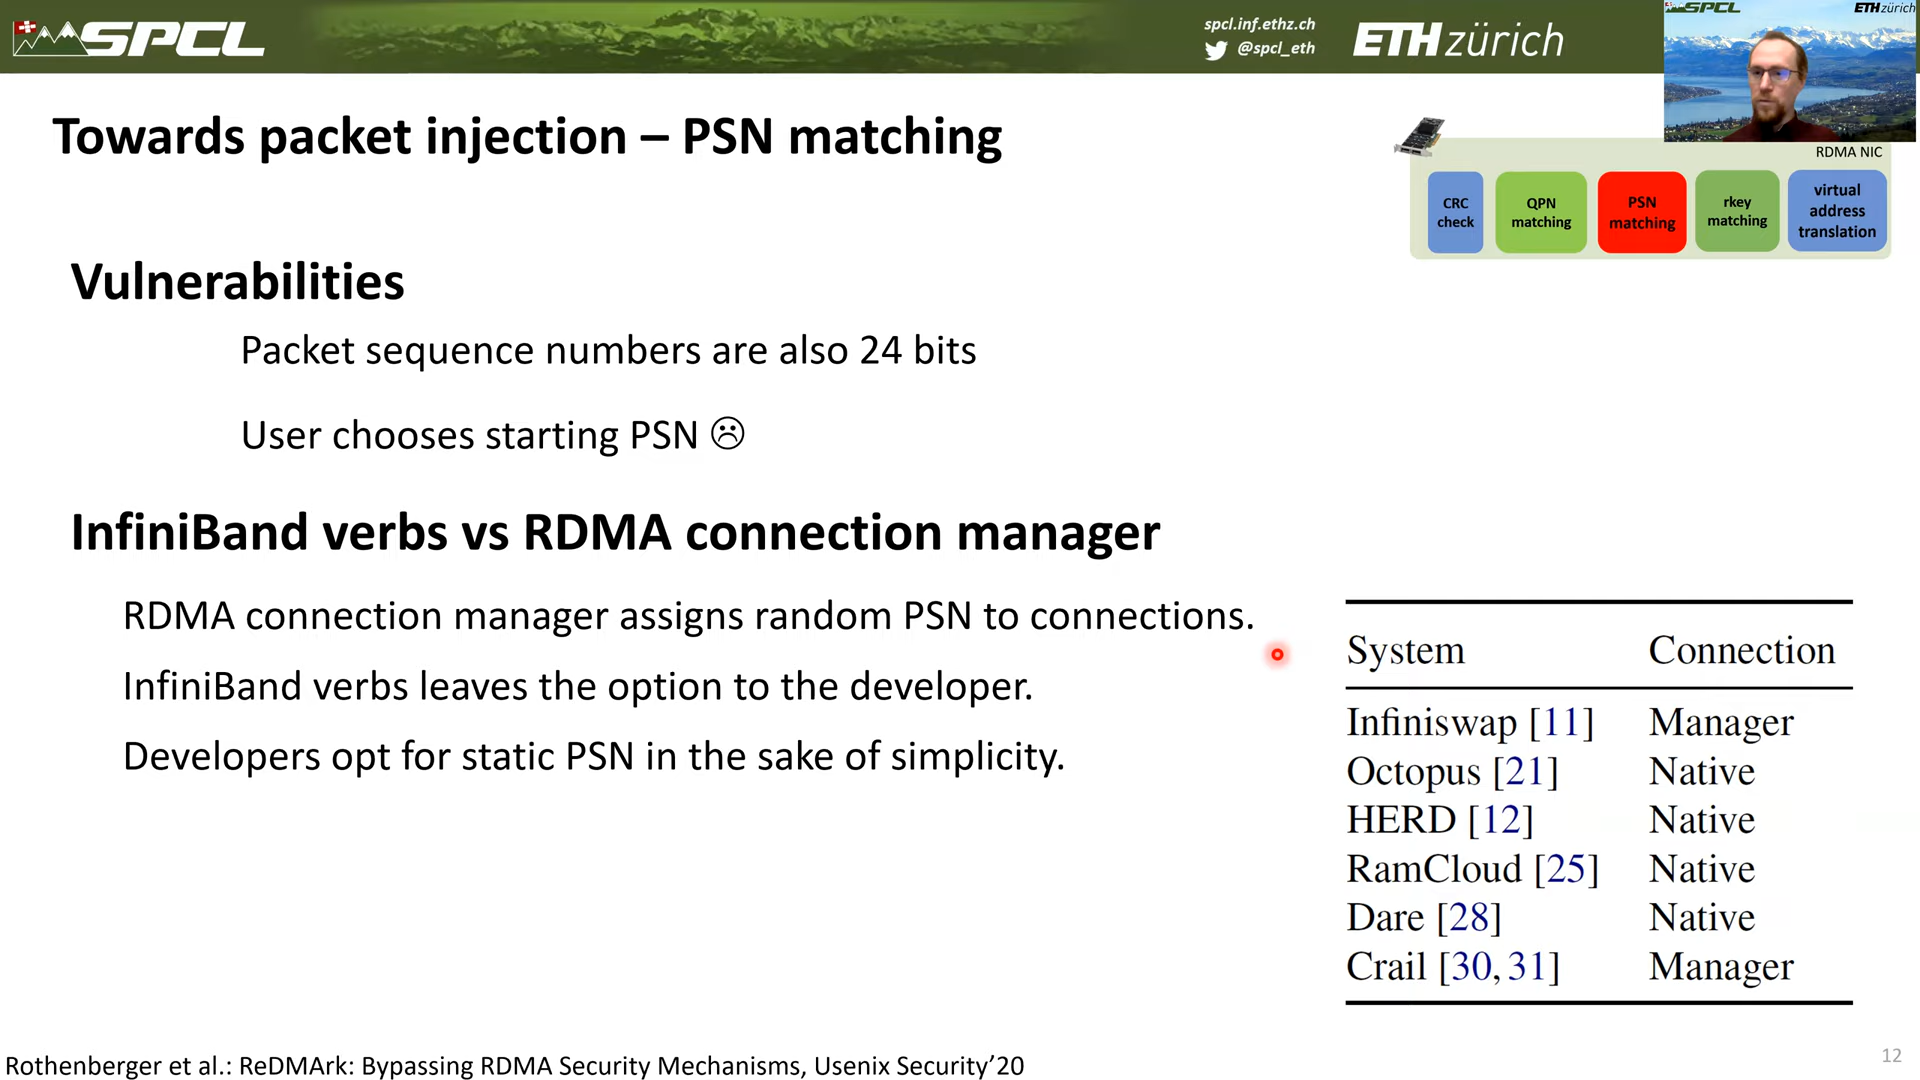 SPCL
spcl.inf.ethz.ch
@spcl_eth
ETH zürich
SPCL
ETH zürich
Towards packet injection – PSN matching
RDMA NIC
CRC
check
QPN
matching
PSN
matching
rkey
matching
virtual
address
translation
Vulnerabilities
Packet sequence numbers are also 24 bits
User chooses starting PSN ☹
InfiniBand verbs vs RDMA connection manager
RDMA connection manager assigns random PSN to connections.
InfiniBand verbs leaves the option to the developer.
Developers opt for static PSN in the sake of simplicity.
System Connection
Infiniswap [11] Manager
Octopus [21] Native
HERD [12] Native
RamCloud [25] Native
Dare [28] Native
Crail [30, 31] Manager
Rothenberger et al.: ReDMArk: Bypassing RDMA Security Mechanisms, Usenix Security’20
12